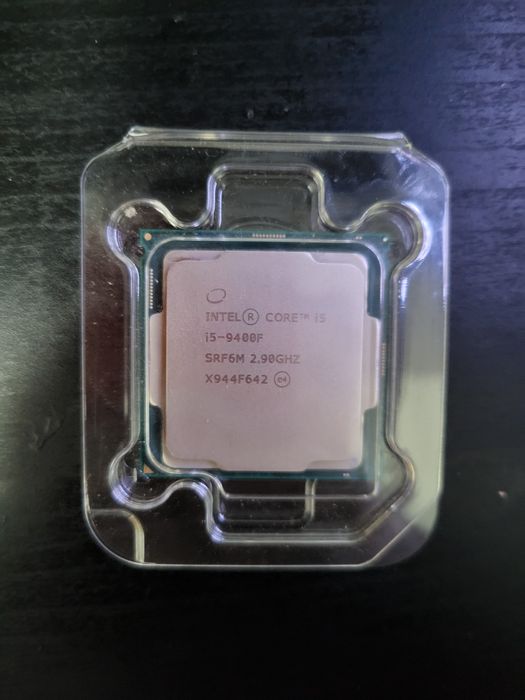 INTEL® CORE™ i5
i5-9400F
SRF6M 2.90GHZ
X944F642 e4